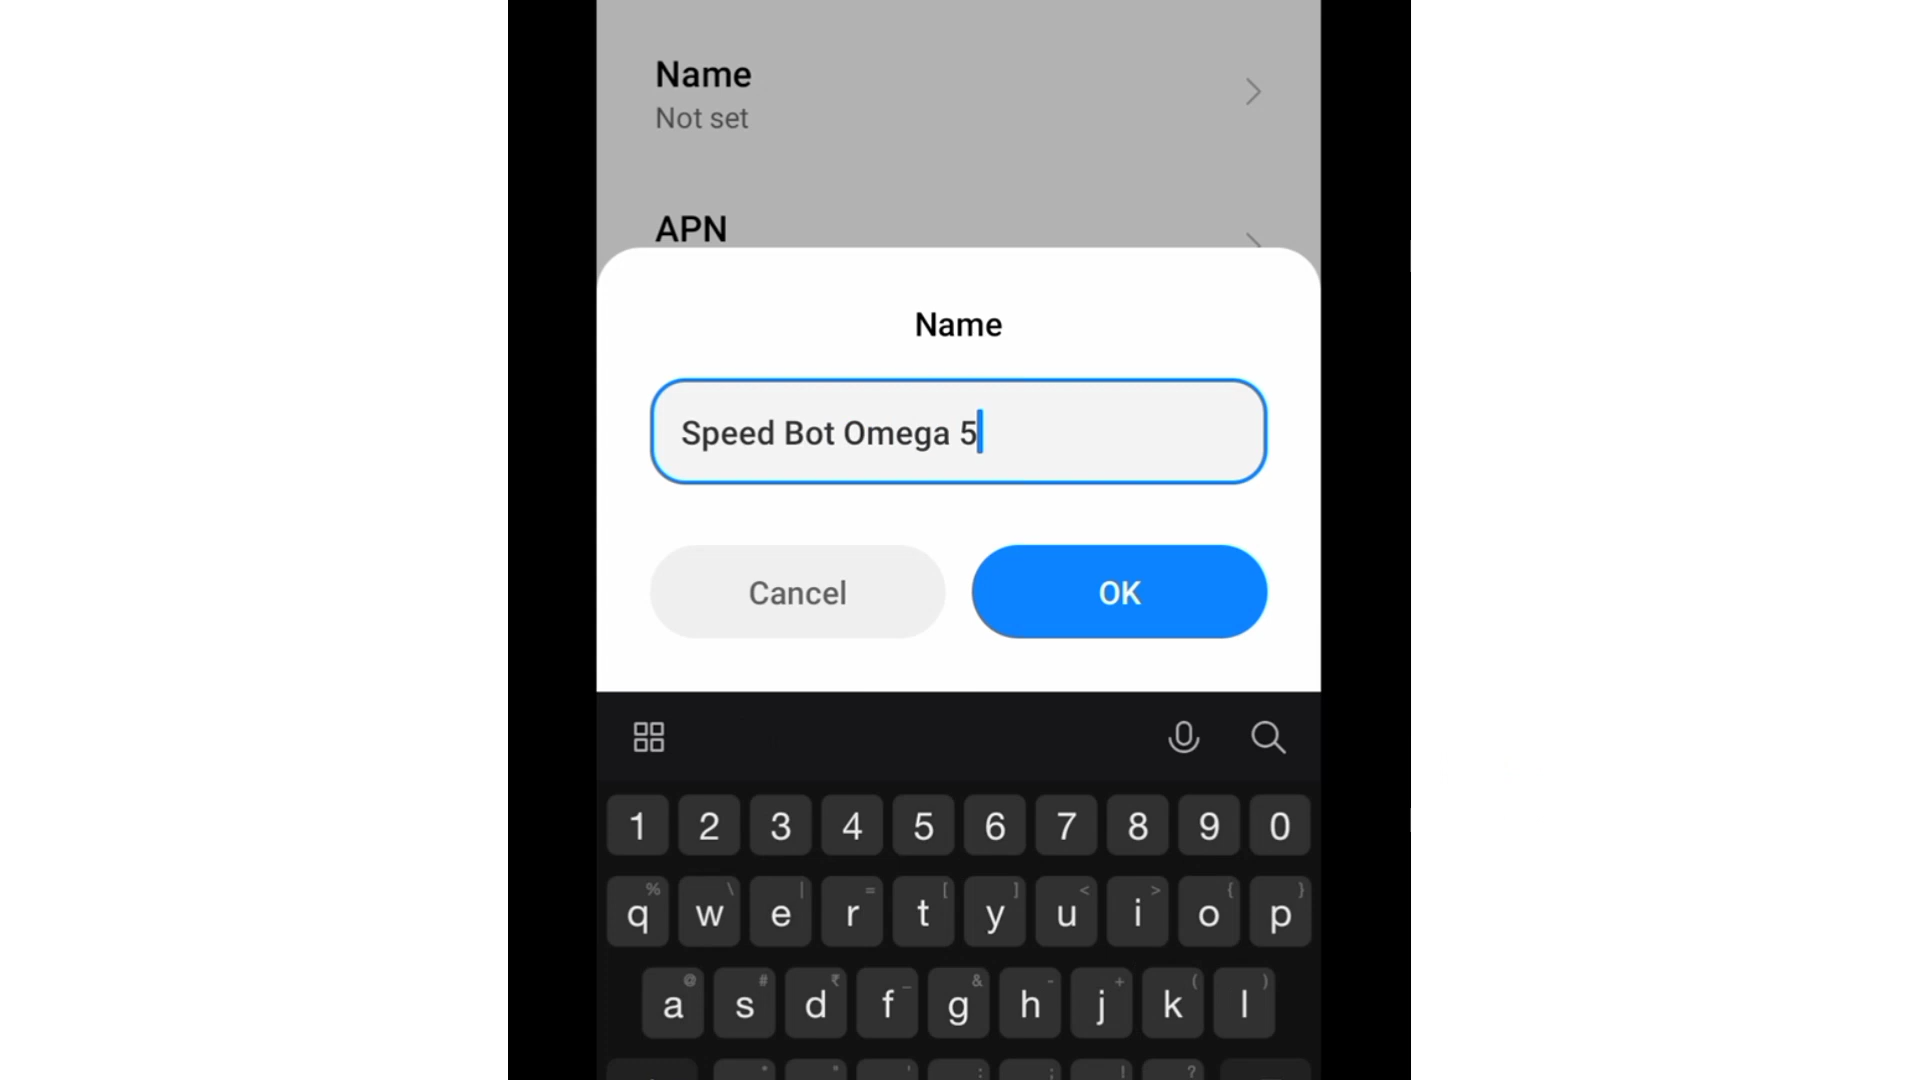 Name
Not set
APN
Name
Speed Bot Omega 5
Cancel
OK
1 2 3 4 5 6 7 8 9 0
% \ | = [ ] < > { }
q w e r t y u i o p
@ # ₹ _ & - + ( )
a s d f g h j k l
* " ' : ; ! ?